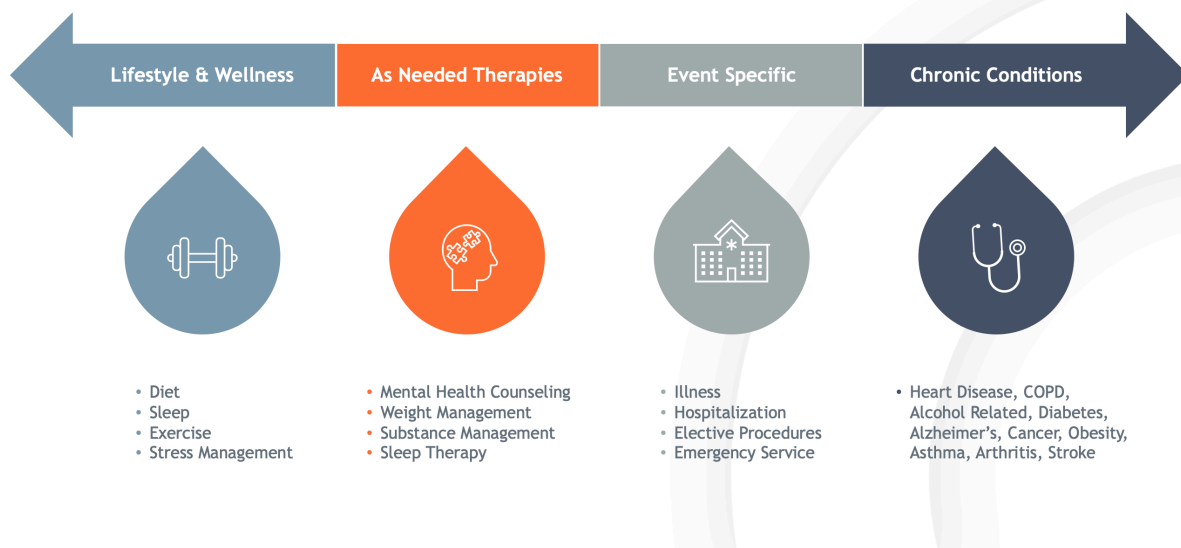 Lifestyle & Wellness
As Needed Therapies
Event Specific
Chronic Conditions
• Diet
• Sleep
• Exercise
• Stress Management
• Mental Health Counseling
• Weight Management
• Substance Management
• Sleep Therapy
• Illness
• Hospitalization
• Elective Procedures
• Emergency Service
• Heart Disease, COPD,
Alcohol Related, Diabetes,
Alzheimer’s, Cancer, Obesity,
Asthma, Arthritis, Stroke